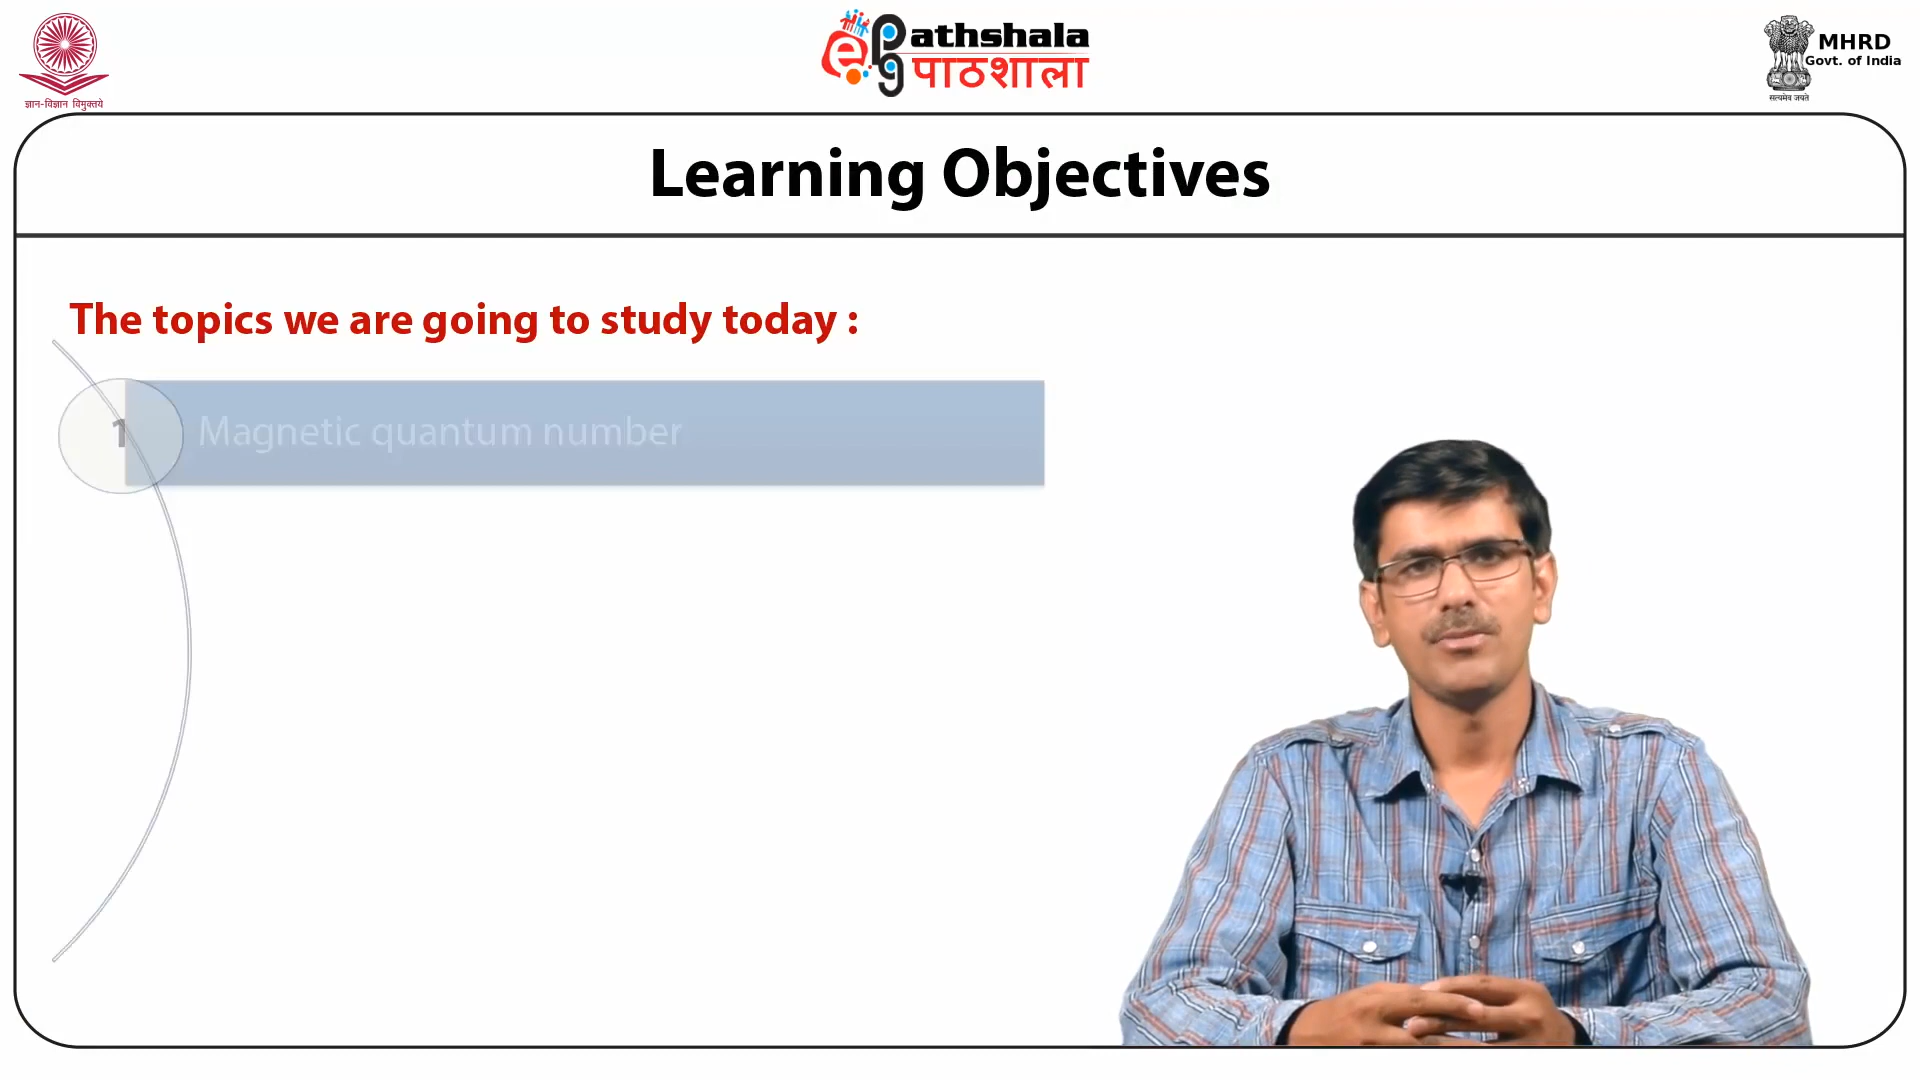 ज्ञान-विज्ञान विमुक्तये
ePathshala
पाठशाला
MHRD
Govt. of India
सत्यमेव जयते
Learning Objectives
The topics we are going to study today :
1 Magnetic quantum number